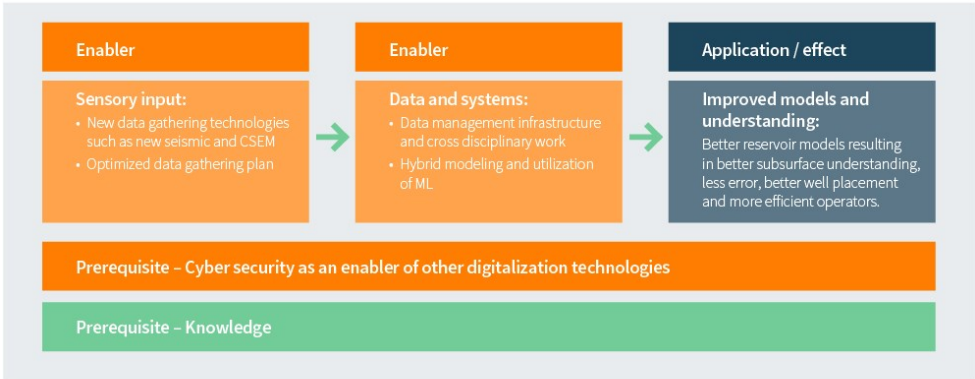 Enabler
Sensory input:
• New data gathering technologies
such as new seismic and CSEM
• Optimized data gathering plan
Enabler
Data and systems:
• Data management infrastructure
and cross disciplinary work
• Hybrid modeling and utilization
of ML
Application / effect
Improved models and
understanding:
Better reservoir models resulting
in better subsurface understanding,
less error, better well placement
and more efficient operators.
Prerequisite – Cyber security as an enabler of other digitalization technologies
Prerequisite – Knowledge